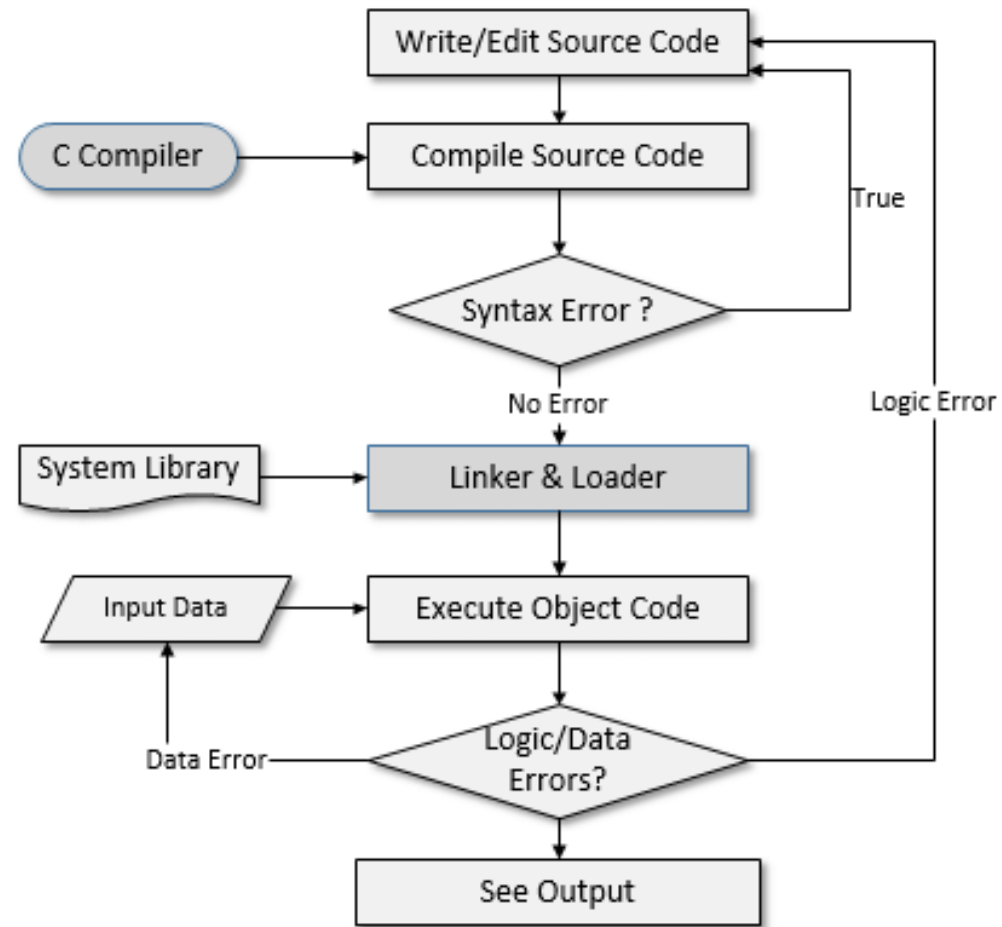 Write/Edit Source Code
C Compiler
Compile Source Code
True
Syntax Error ?
No Error
Logic Error
System Library
Linker & Loader
Input Data
Execute Object Code
Data Error
Logic/Data
Errors?
See Output